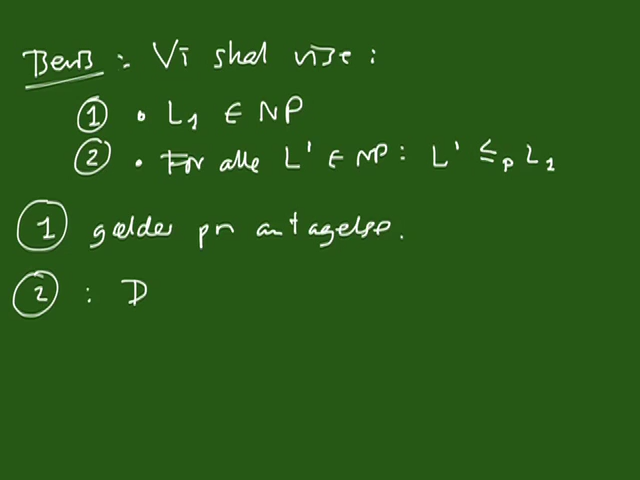 Bevis : Vi skal vise :
① • L₁ ∈ NP
② • For alle L' ∈ NP : L' ≤ₚ L₁
① gælder pr antagelse.
② : D